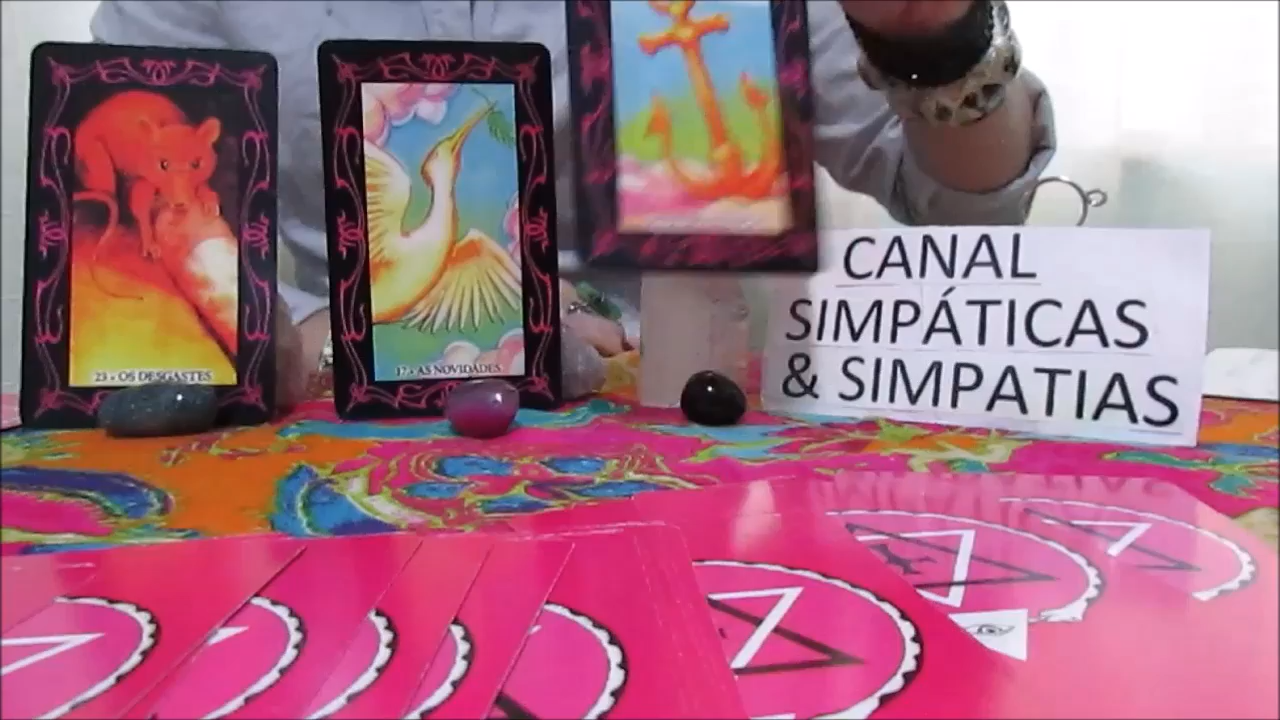 23 - OS DESGASTES
17 - AS NOVIDADES
CANAL
SIMPÁTICAS
& SIMPATIAS